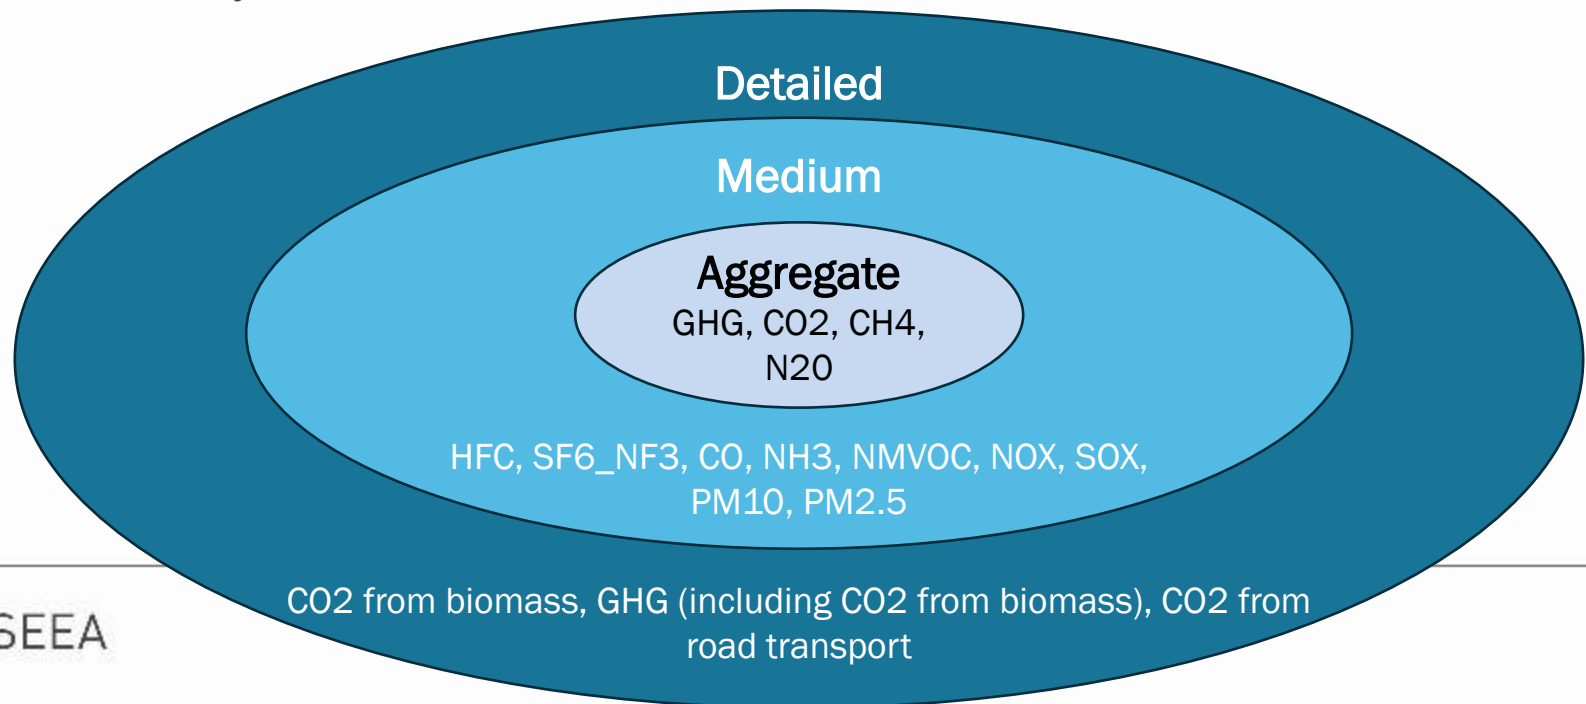 Detailed
Medium
Aggregate
GHG, CO2, CH4,
N20
HFC, SF6_NF3, CO, NH3, NMVOC, NOX, SOX,
PM10, PM2.5
CO2 from biomass, GHG (including CO2 from biomass), CO2 from
road transport
SEEA